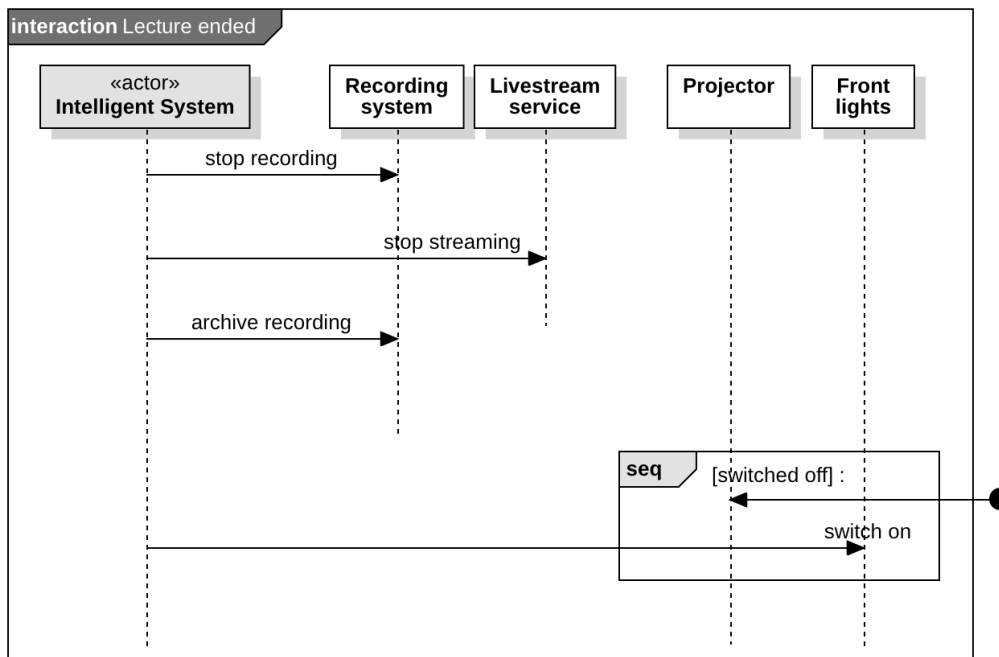 interaction Lecture ended
«actor»
Intelligent System
Recording
system
Livestream
service
Projector
Front
lights
stop recording
stop streaming
archive recording
seq
[switched off] :
switch on